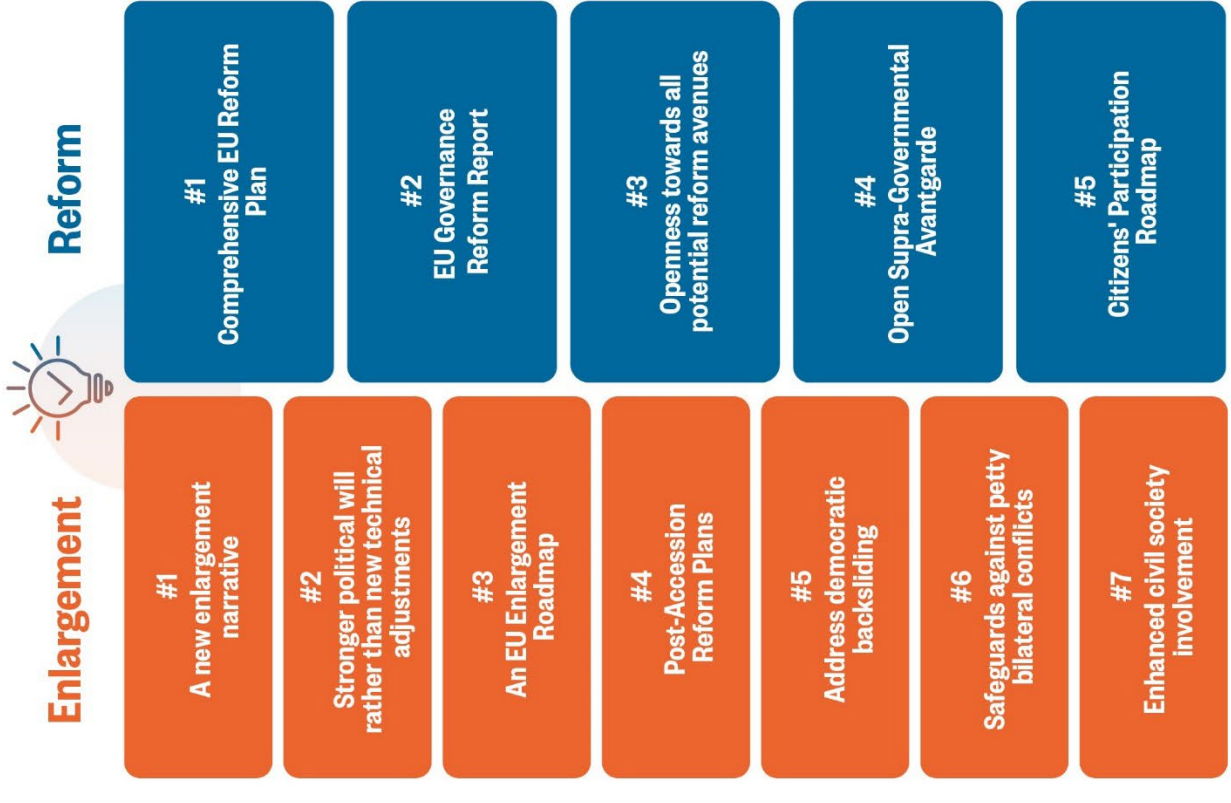 Enlargement
#1
A new enlargement
narrative
#2
Stronger political will
rather than new technical
adjustments
#3
An EU Enlargement
Roadmap
#4
Post-Accession
Reform Plans
#5
Address democratic
backsliding
#6
Safeguards against petty
bilateral conflicts
#7
Enhanced civil society
involvement
Reform
#1
Comprehensive EU Reform
Plan
#2
EU Governance
Reform Report
#3
Openness towards all
potential reform avenues
#4
Open Supra-Governmental
Avantgarde
#5
Citizens' Participation
Roadmap